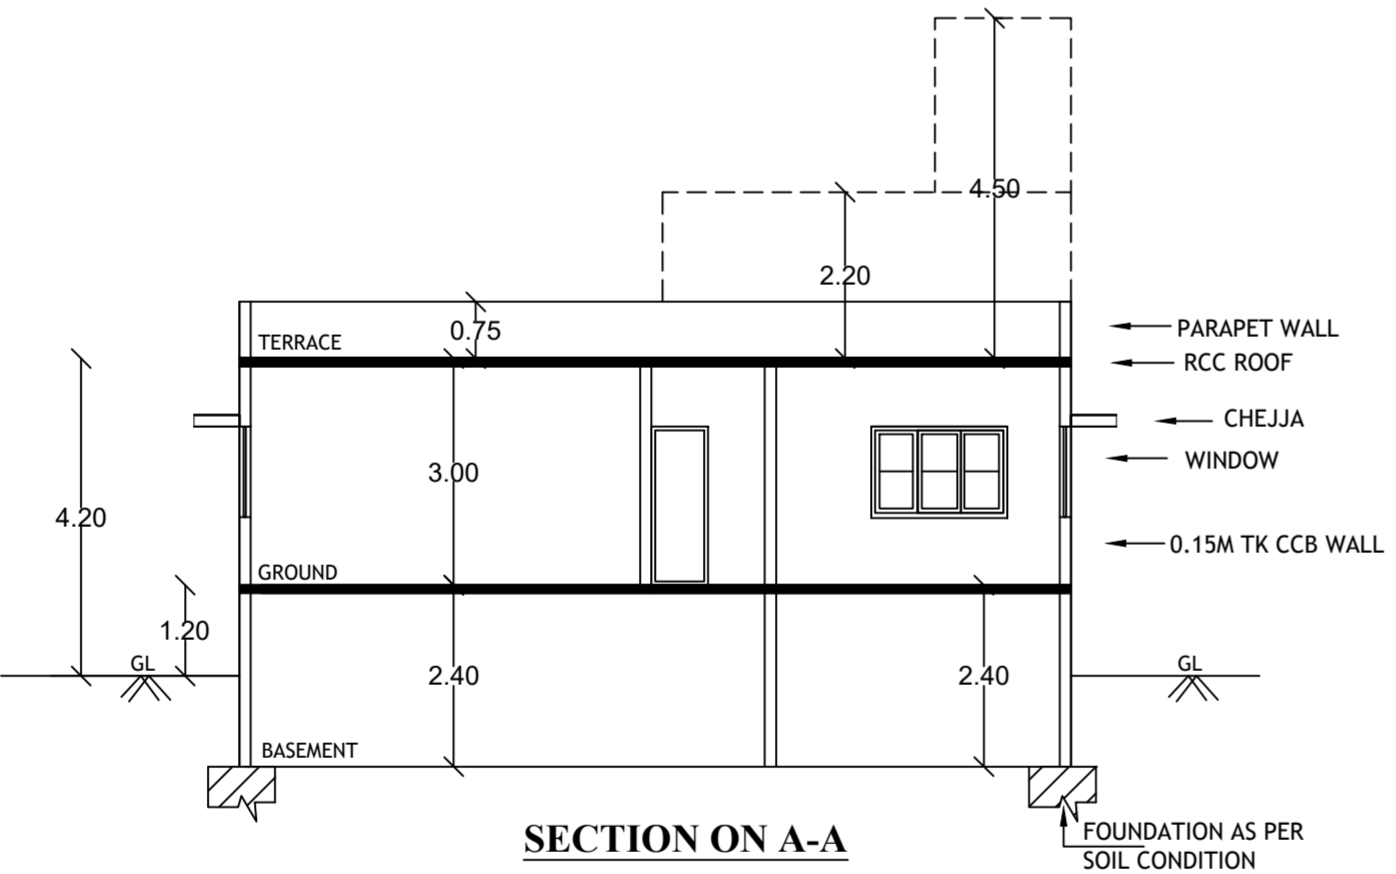 4.50
2.20
0.75
TERRACE
PARAPET WALL
RCC ROOF
CHEJJA
3.00
WINDOW
4.20
0.15M TK CCB WALL
GROUND
1.20
GL
2.40
2.40
GL
BASEMENT
SECTION ON A-A
FOUNDATION AS PER
SOIL CONDITION